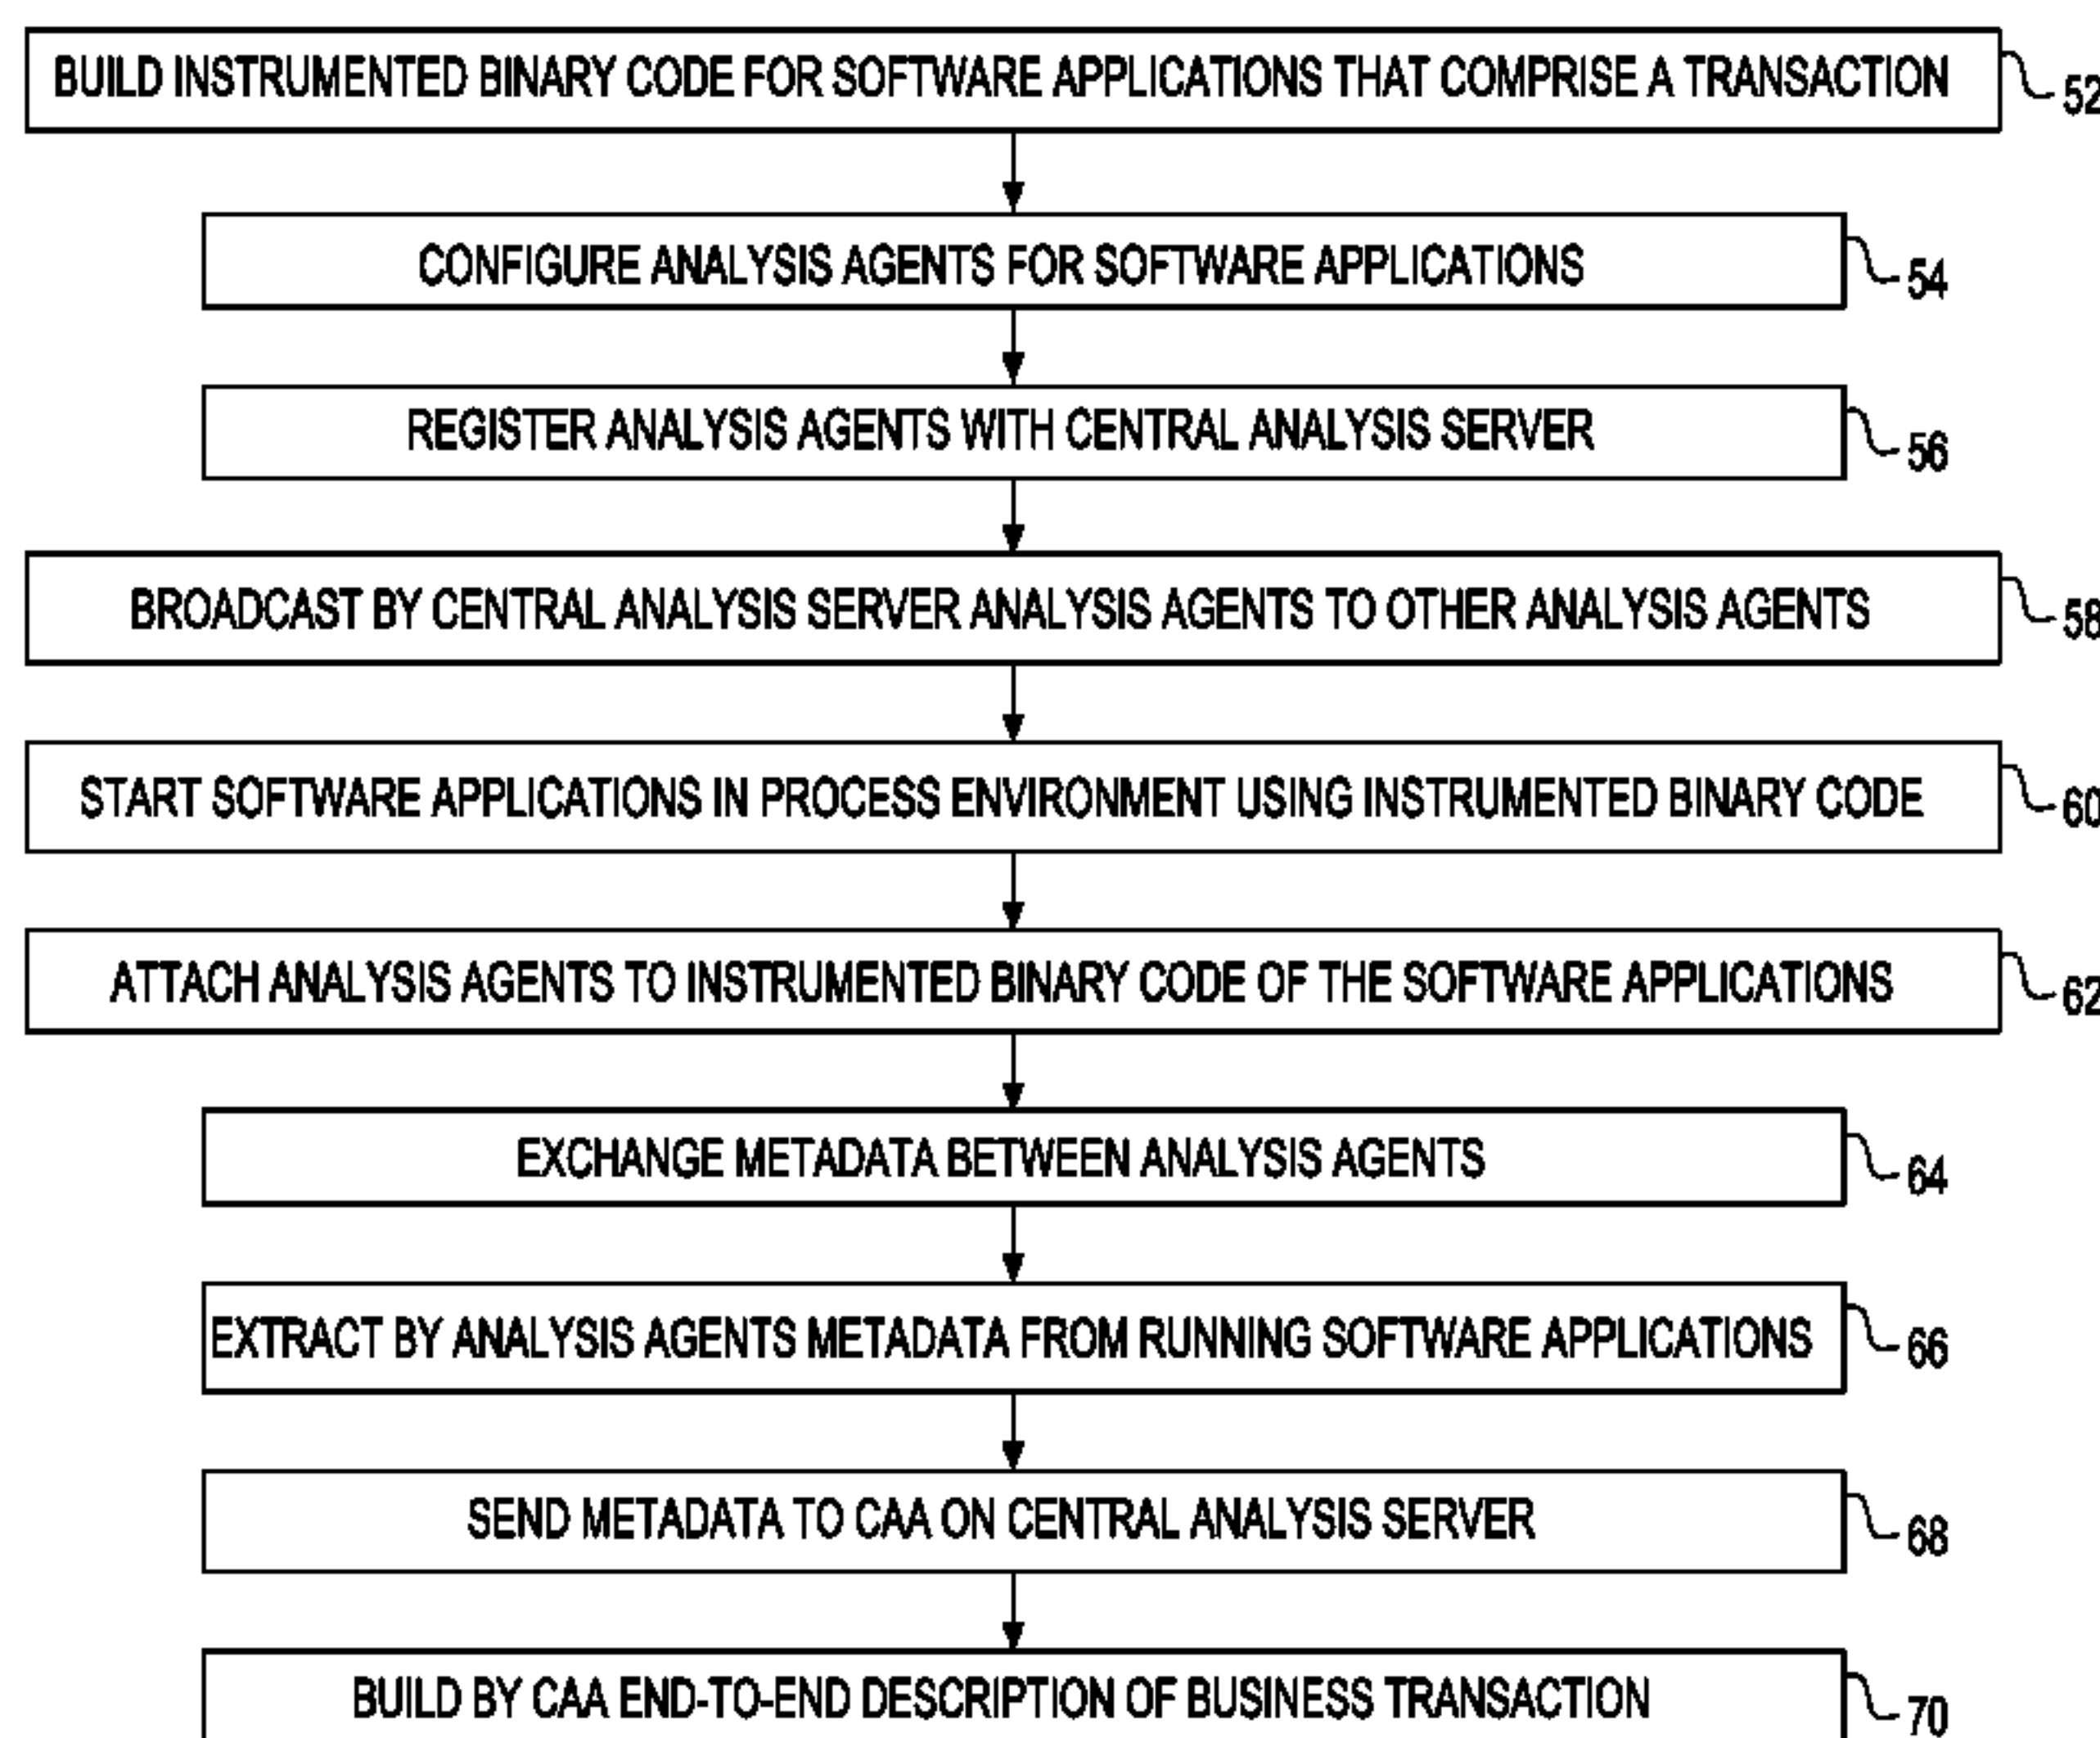 BUILD INSTRUMENTED BINARY CODE FOR SOFTWARE APPLICATIONS THAT COMPRISE A TRANSACTION
52
CONFIGURE ANALYSIS AGENTS FOR SOFTWARE APPLICATIONS
54
REGISTER ANALYSIS AGENTS WITH CENTRAL ANALYSIS SERVER
56
BROADCAST BY CENTRAL ANALYSIS SERVER ANALYSIS AGENTS TO OTHER ANALYSIS AGENTS
58
START SOFTWARE APPLICATIONS IN PROCESS ENVIRONMENT USING INSTRUMENTED BINARY CODE
60
ATTACH ANALYSIS AGENTS TO INSTRUMENTED BINARY CODE OF THE SOFTWARE APPLICATIONS
62
EXCHANGE METADATA BETWEEN ANALYSIS AGENTS
64
EXTRACT BY ANALYSIS AGENTS METADATA FROM RUNNING SOFTWARE APPLICATIONS
66
SEND METADATA TO CAA ON CENTRAL ANALYSIS SERVER
68
BUILD BY CAA END-TO-END DESCRIPTION OF BUSINESS TRANSACTION
70